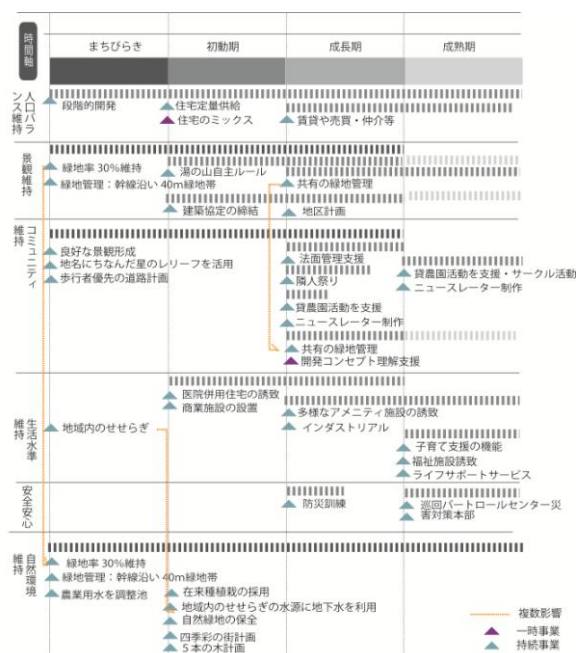 時間軸
まちびらき
初動期
成長期
成熟期
人口バランス維持
段階的開発
住宅定量供給
住宅のミックス
賃貸や売買・仲介等
景観維持
緑地率 30%維持
緑地管理：幹線沿い 40m緑地帯
湯の山自主ルール
建築協定の締結
共有の緑地管理
地区計画
コミュニティ維持
良好な景観形成
地名にちなんだ星のレリーフを活用
歩行者優先の道路計画
法面管理支援
隣人祭り
貸農園活動を支援
ニュースレーター制作
共有の緑地管理
開発コンセプト理解支援
貸農園活動を支援・サークル活動
ニュースレーター制作
生活水準維持
地域内のせせらぎ
医院併用住宅の誘致
商業施設の設置
多様なアメニティ施設の誘致
インダストリアル
子育て支援の機能
福祉施設誘致
ライフサポートサービス
安全安心
防災訓練
巡回パートロールセンター災
害対策本部
自然環境維持
緑地率 30%維持
緑地管理：幹線沿い 40m緑地帯
農業用水を調整池
在来種植栽の採用
地域内のせせらぎの水源に地下水を利用
自然緑地の保全
四季彩の街計画
5本の木計画
複数影響
一時事業
持続事業